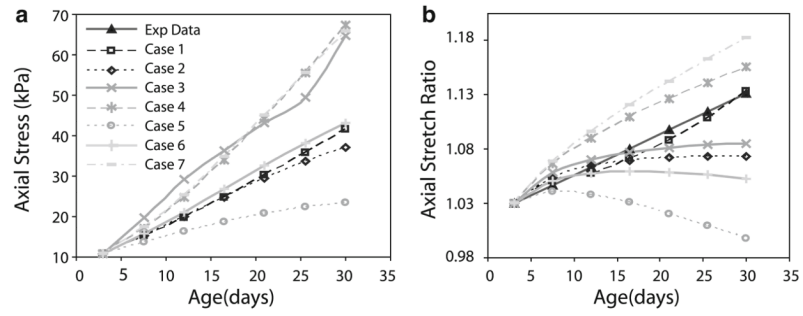 a
Axial Stress (kPa)
70
60
50
40
30
20
10
0
5
10
15
20
25
30
35
Age(days)
Exp Data
Case 1
Case 2
Case 3
Case 4
Case 5
Case 6
Case 7
b
Axial Stretch Ratio
1.18
1.13
1.08
1.03
0.98
0
5
10
15
20
25
30
35
Age(days)